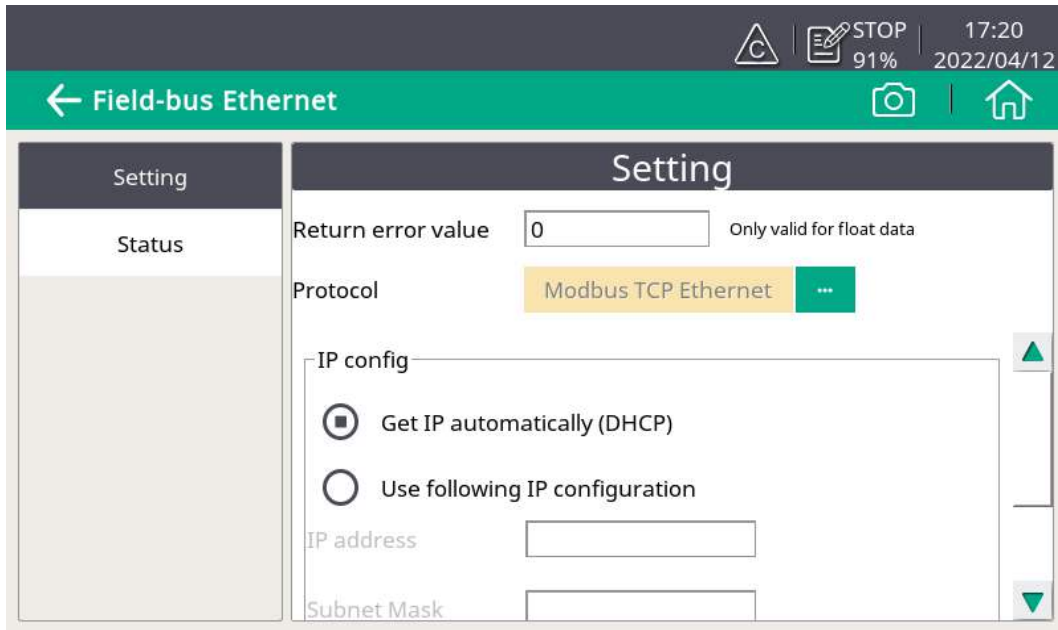 C
STOP
91%
17:20
2022/04/12
Field-bus Ethernet
Setting
Status
Setting
Return error value
0
Only valid for float data
Protocol
Modbus TCP Ethernet
...
IP config
Get IP automatically (DHCP)
Use following IP configuration
IP address
Subnet Mask